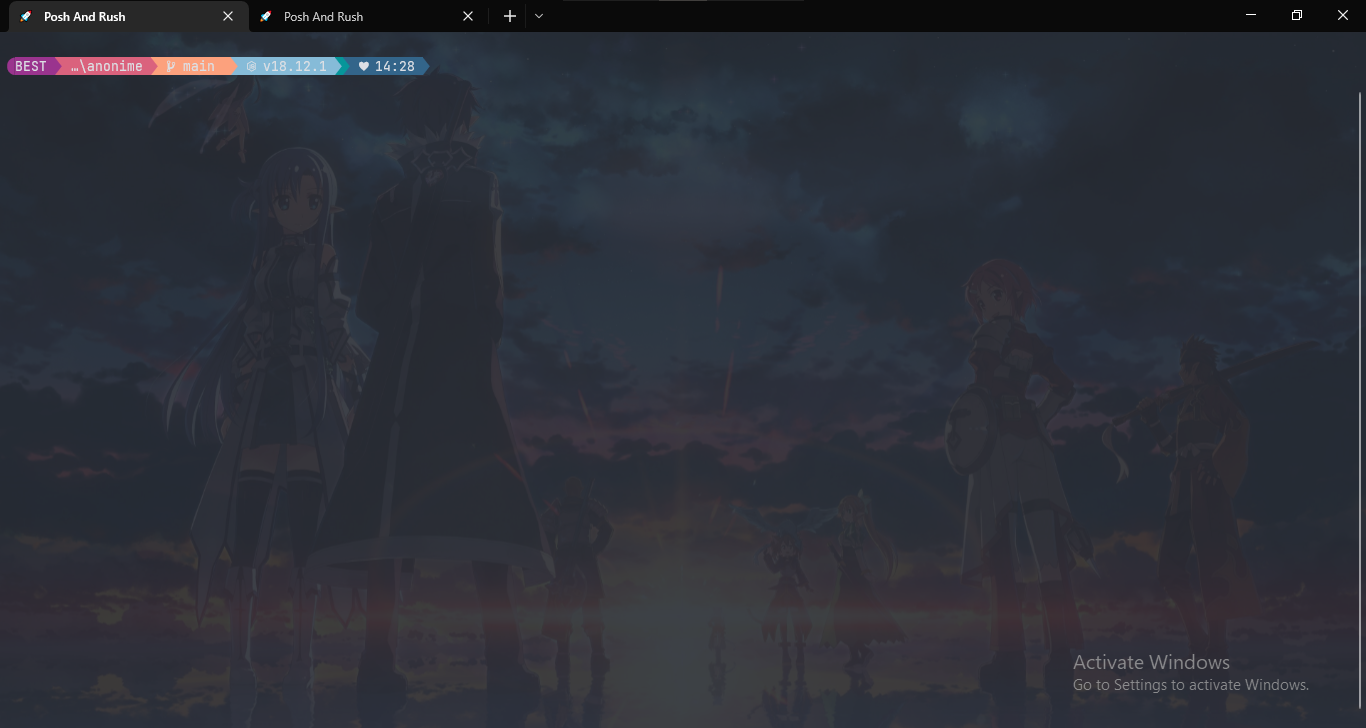 Posh And Rush Posh And Rush
BEST …\anonime main v18.12.1 14:28
Activate Windows
Go to Settings to activate Windows.